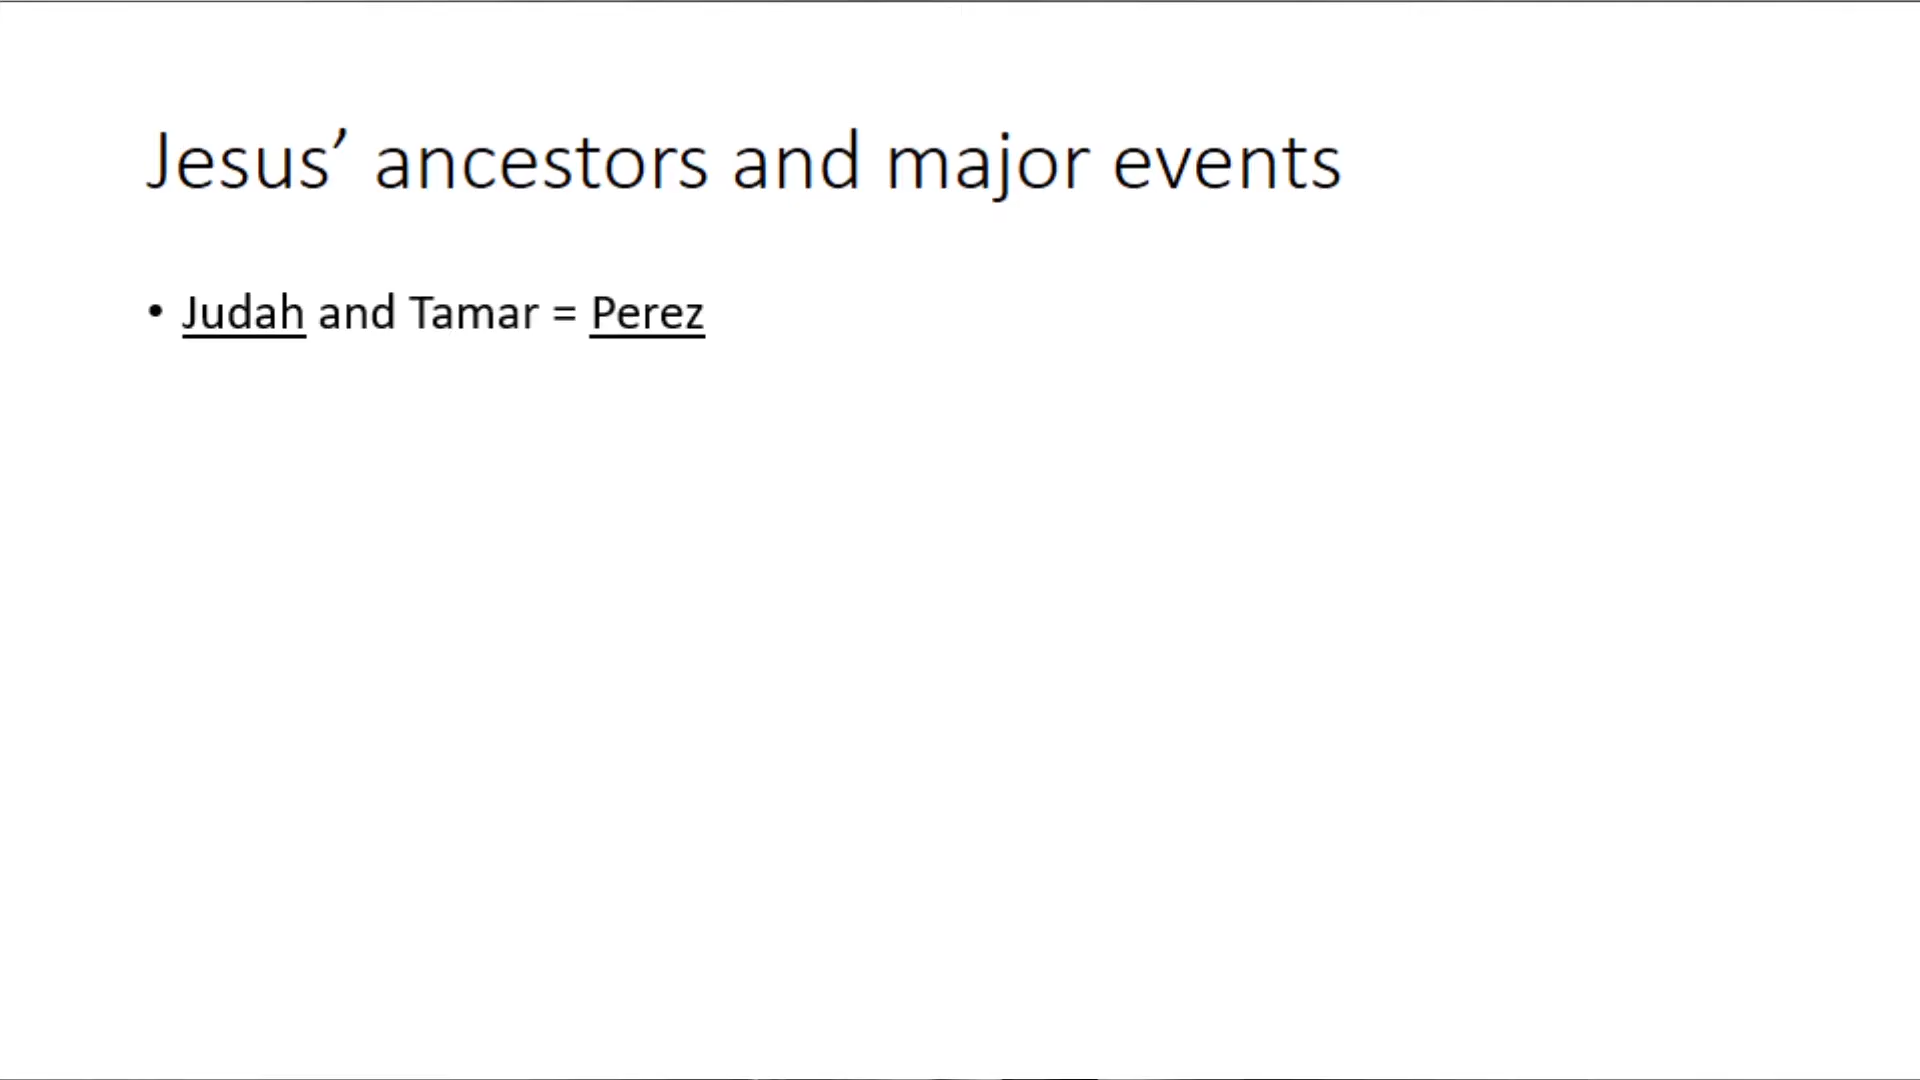 Jesus’ ancestors and major events
• Judah and Tamar = Perez